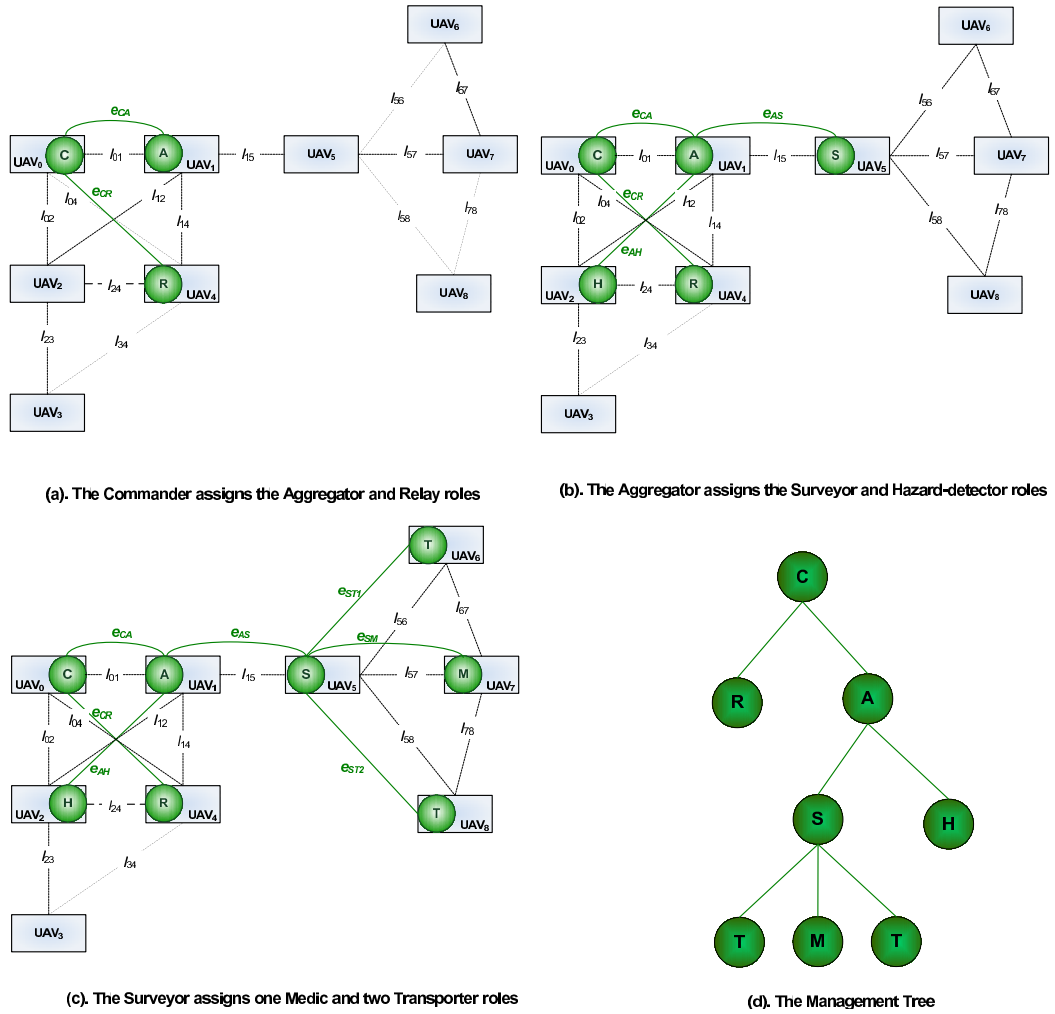 UAV6
l56
l67
eCA
UAV0
C
l01
A
UAV1
l15
UAV5
l57
UAV7
l04
eCR
l12
l02
l14
l58
l78
UAV2
l24
R
UAV4
UAV8
l23
l34
UAV3
(a). The Commander assigns the Aggregator and Relay roles
UAV6
l56
l67
eCA
eAS
UAV0
C
l01
A
UAV1
l15
S
UAV5
l57
UAV7
l04
eCR
l12
l02
l14
l58
l78
eAH
UAV2
H
l24
R
UAV4
UAV8
l23
l34
UAV3
(b). The Aggregator assigns the Surveyor and Hazard-detector roles
T
UAV6
eST1
l56
l67
eCA
eAS
eSM
UAV0
C
l01
A
UAV1
l15
S
UAV5
l57
M
UAV7
l04
eCR
l12
l02
l14
l58
l78
eAH
eST2
UAV2
H
l24
R
UAV4
T
UAV8
l23
l34
UAV3
(c). The Surveyor assigns one Medic and two Transporter roles
C
R
A
S
H
T
M
T
(d). The Management Tree